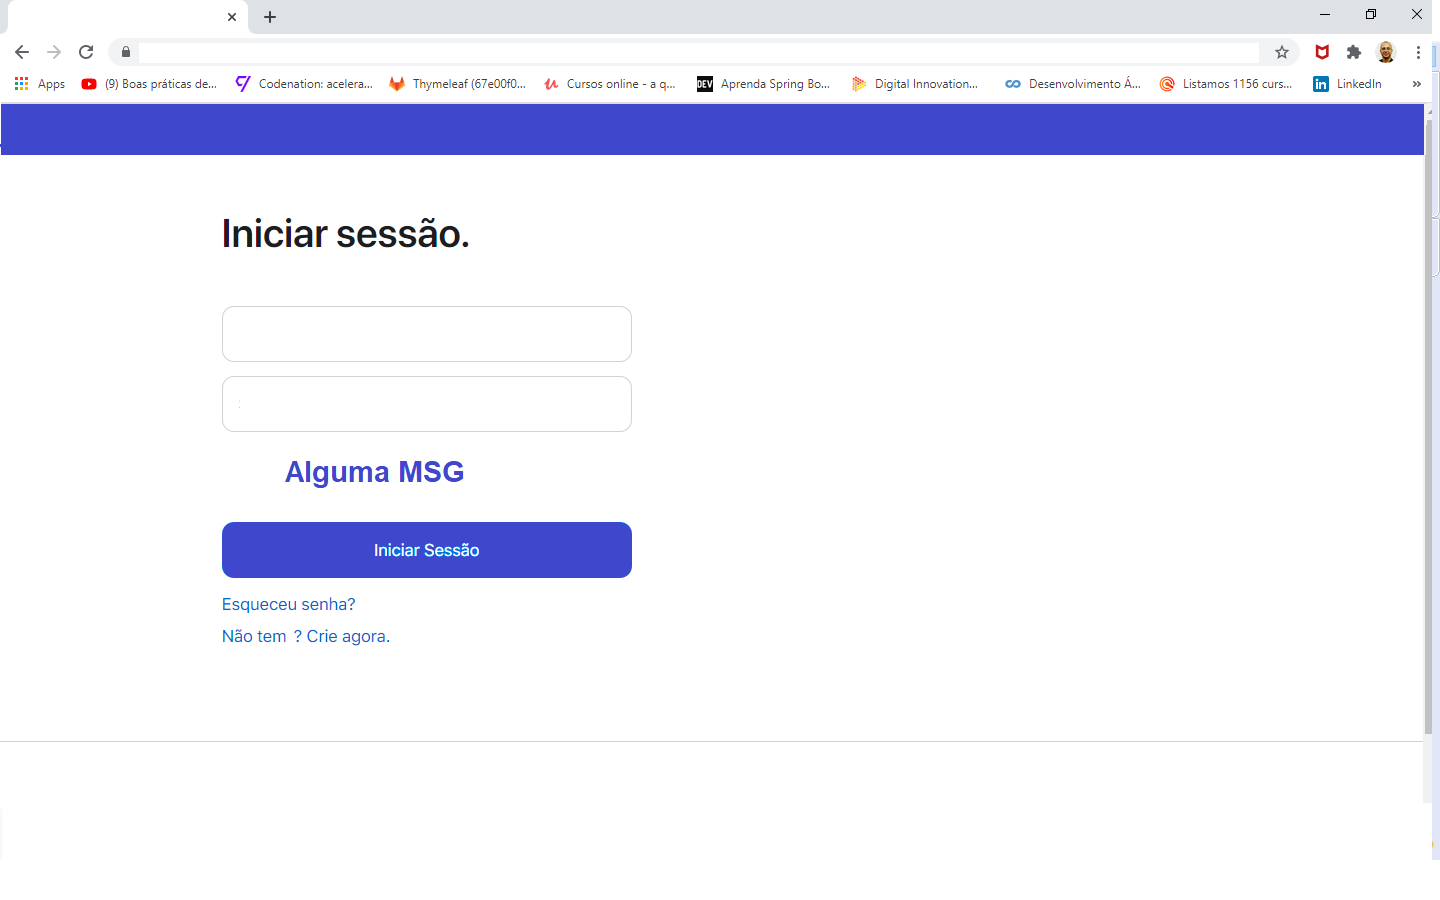 Apps (9) Boas práticas de... Codenation: acelera... Thymeleaf (67e00f0... Cursos online - a q... DEV Aprenda Spring Bo... Digital Innovation... Desenvolvimento Á... Listamos 1156 curs... in LinkedIn »
Iniciar sessão.
Alguma MSG
Iniciar Sessão
Esqueceu senha?
Não tem ? Crie agora.